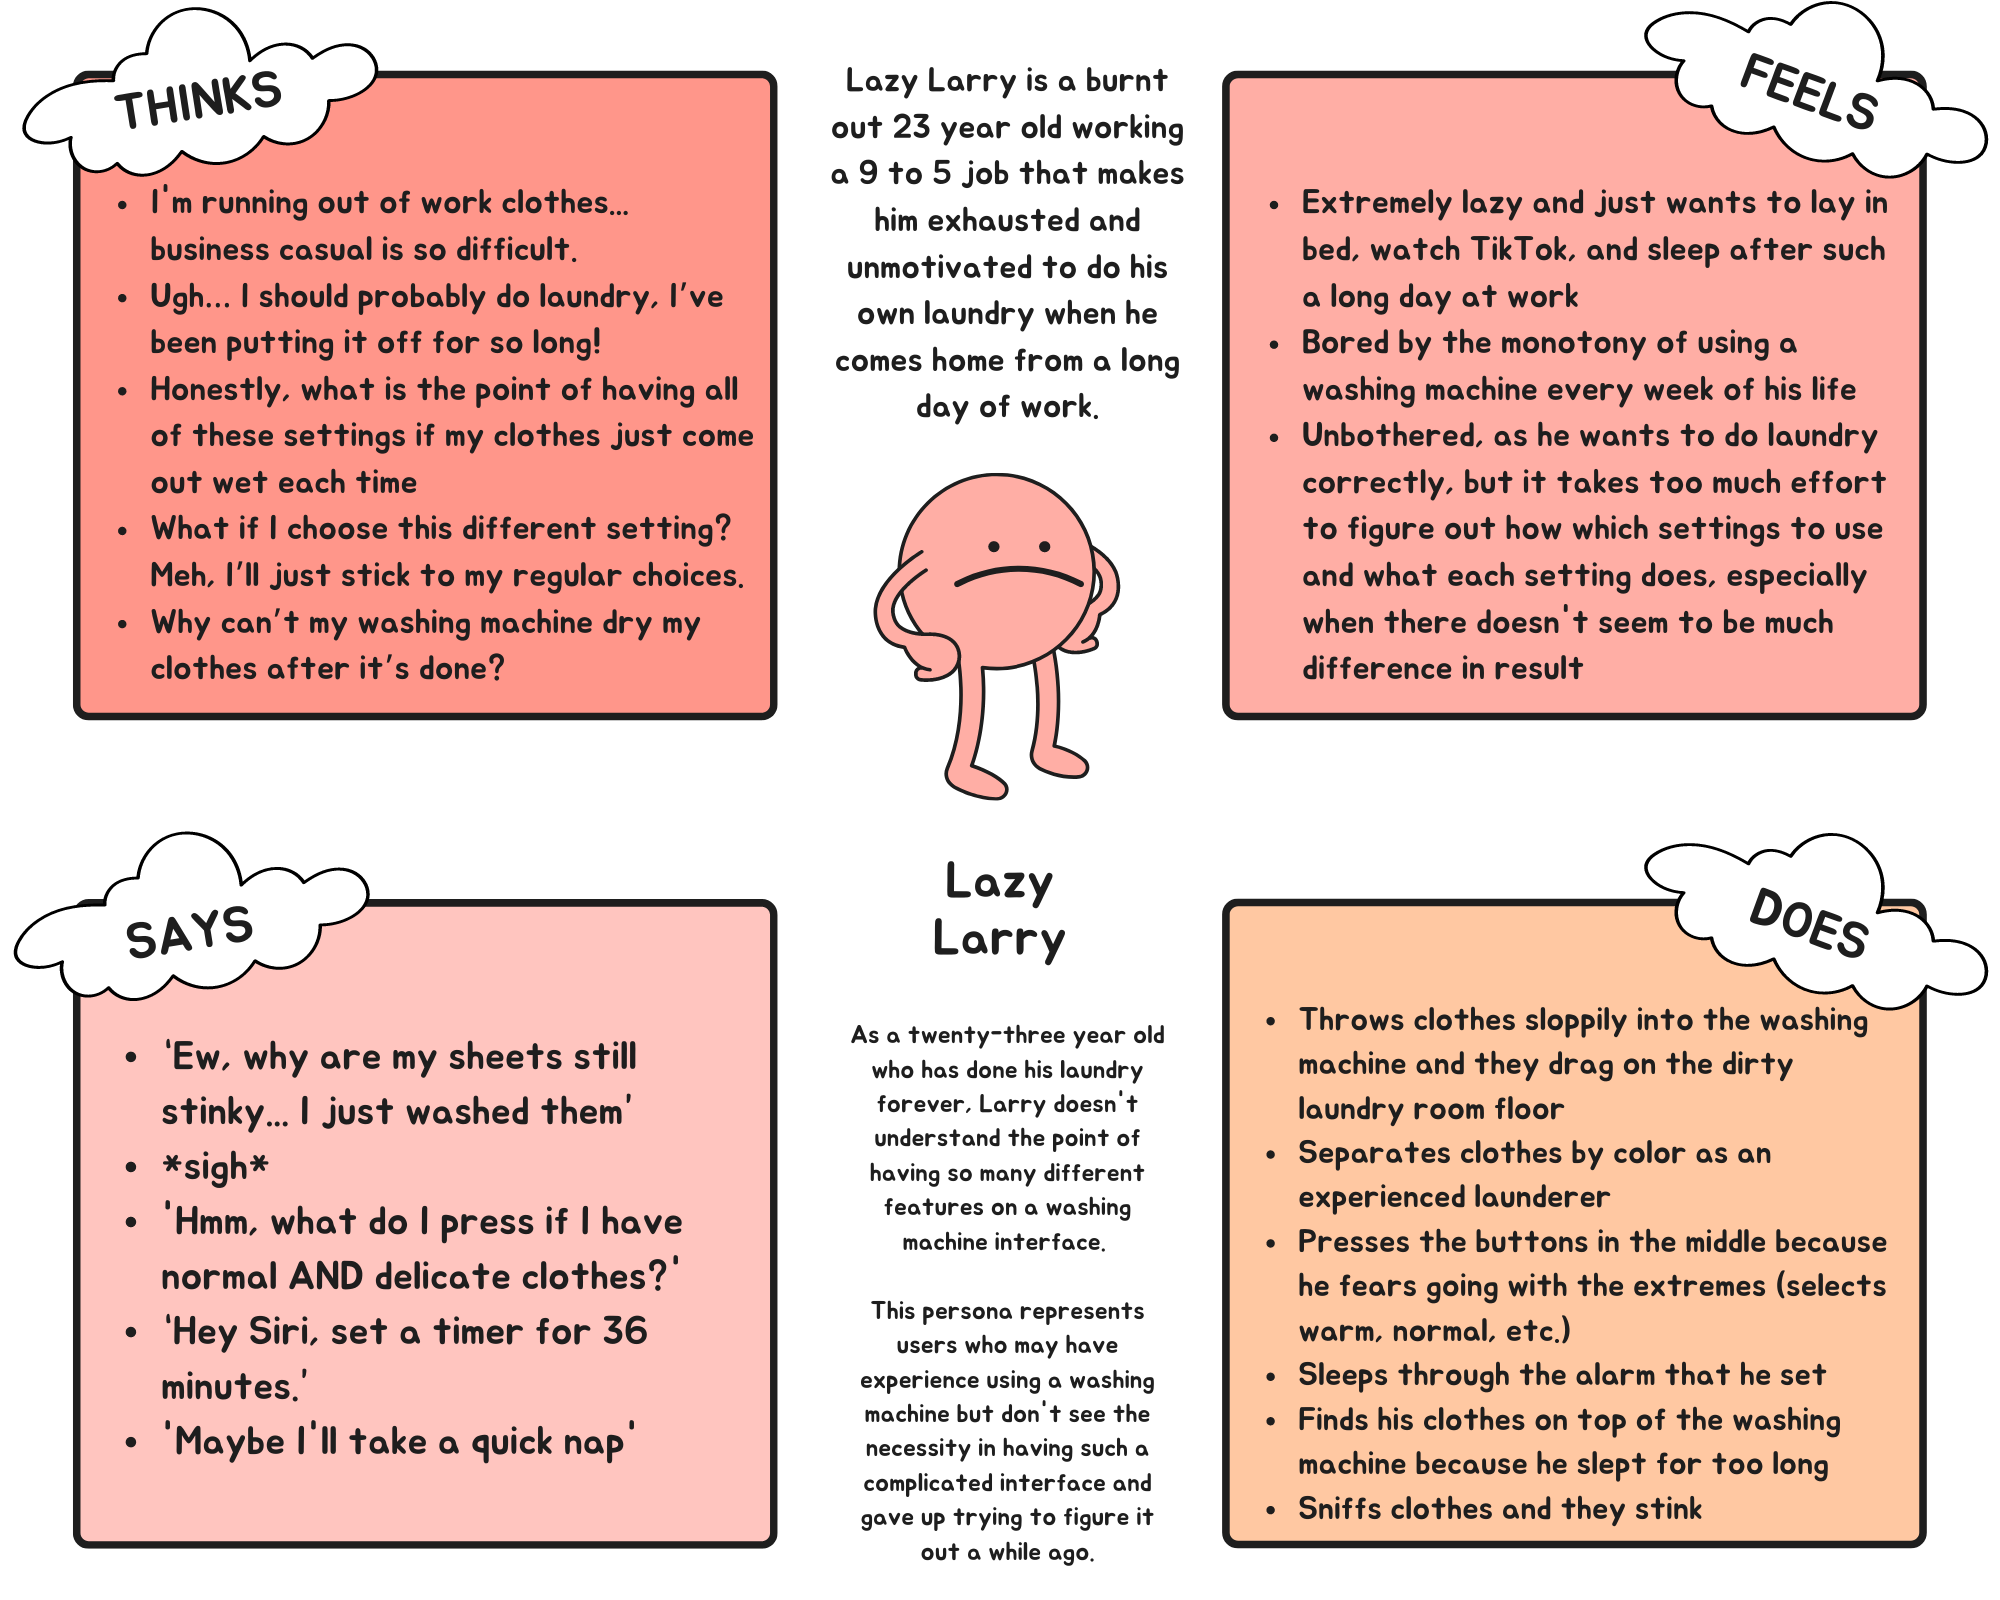 THINKS
I'm running out of work clothes...
business casual is so difficult.
Ugh... I should probably do laundry, I've
been putting it off for so long!
Honestly, what is the point of having all
of these settings if my clothes just come
out wet each time
What if I choose this different setting?
Meh, I'll just stick to my regular choices.
Why can't my washing machine dry my
clothes after it's done?
Lazy Larry is a burnt
out 23 year old working
a 9 to 5 job that makes
him exhausted and
unmotivated to do his
own laundry when he
comes home from a long
day of work.
FEELS
Extremely lazy and just wants to lay in
bed, watch TikTok, and sleep after such
a long day at work
Bored by the monotony of using a
washing machine every week of his life
Unbothered, as he wants to do laundry
correctly, but it takes too much effort
to figure out how which settings to use
and what each setting does, especially
when there doesn't seem to be much
difference in result
SAYS
'Ew, why are my sheets still
stinky... I just washed them'
*sigh*
'Hmm, what do I press if I have
normal AND delicate clothes?'
'Hey Siri, set a timer for 36
minutes.'
'Maybe I'll take a quick nap'
Lazy
Larry
As a twenty-three year old
who has done his laundry
forever, Larry doesn't
understand the point of
having so many different
features on a washing
machine interface.
This persona represents
users who may have
experience using a washing
machine but don't see the
necessity in having such a
complicated interface and
gave up trying to figure it
out a while ago.
DOES
Throws clothes sloppily into the washing
machine and they drag on the dirty
laundry room floor
Separates clothes by color as an
experienced launderer
Presses the buttons in the middle because
he fears going with the extremes (selects
warm, normal, etc.)
Sleeps through the alarm that he set
Finds his clothes on top of the washing
machine because he slept for too long
Sniffs clothes and they stink